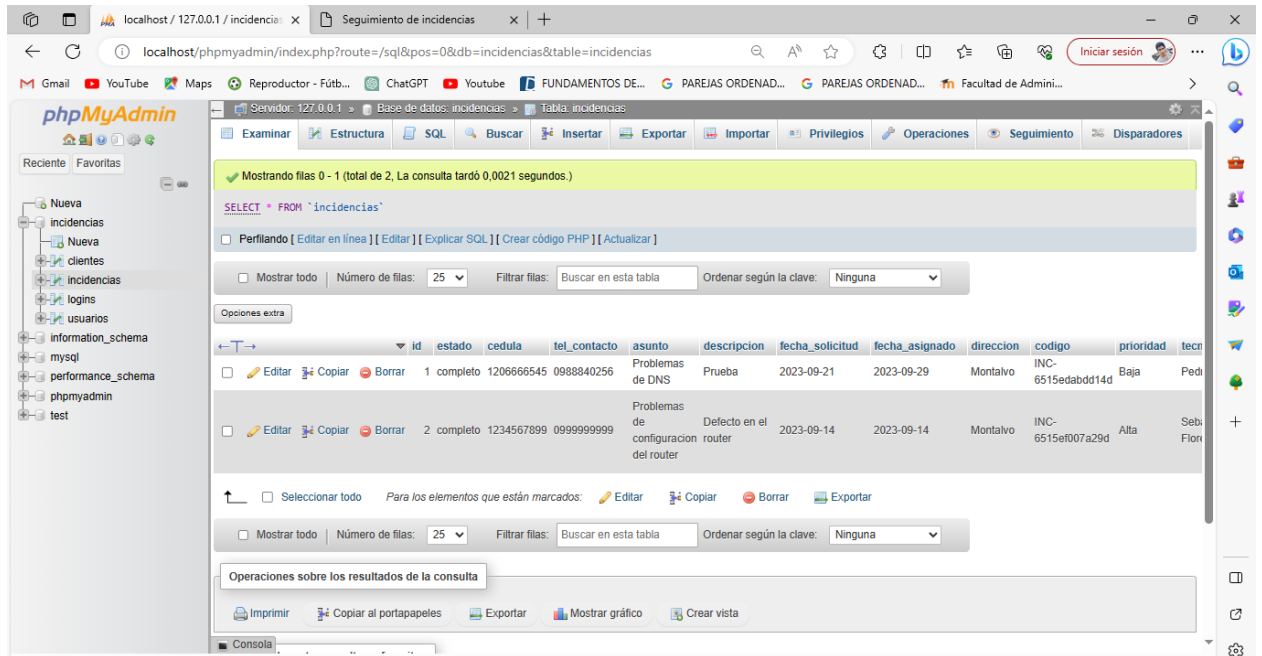 localhost / 127.0.0.1 / incidencias
Seguimiento de incidencias
localhost/phpmyadmin/index.php?route=/sql&pos=0&db=incidencias&table=incidencias
Iniciar sesión
Gmail YouTube Maps Reproductor - Fútb... ChatGPT Youtube FUNDAMENTOS DE... PAREJAS ORDENAD... PAREJAS ORDENAD... Facultad de Admini...
phpMyAdmin
Reciente Favoritas
Nueva
incidencias
Nueva
clientes
incidencias
logins
usuarios
information_schema
mysql
performance_schema
phpmyadmin
test
Servidor: 127.0.0.1 » Base de datos: incidencias » Tabla: incidencias
Examinar Estructura SQL Buscar Insertar Exportar Importar Privilegios Operaciones Seguimiento Disparadores
Mostrando filas 0 - 1 (total de 2, La consulta tardó 0,0021 segundos.)
SELECT * FROM `incidencias`
Perfilando [ Editar en línea ] [ Editar ] [ Explicar SQL ] [ Crear código PHP ] [ Actualizar ]
Mostrar todo | Número de filas: 25 Filtrar filas: Buscar en esta tabla Ordenar según la clave: Ninguna
Opciones extra
←T→ id estado cedula tel_contacto asunto descripcion fecha_solicitud fecha_asignado direccion codigo prioridad tecn
Editar Copiar Borrar 1 completo 1206666545 0988840256 Problemas de DNS Prueba 2023-09-21 2023-09-29 Montalvo INC-6515edabdd14d Baja Pedr
Editar Copiar Borrar 2 completo 1234567899 0999999999 Problemas de configuracion del router Defecto en el router 2023-09-14 2023-09-14 Montalvo INC-6515ef007a29d Alta Seba Flore
Seleccionar todo Para los elementos que están marcados: Editar Copiar Borrar Exportar
Mostrar todo | Número de filas: 25 Filtrar filas: Buscar en esta tabla Ordenar según la clave: Ninguna
Operaciones sobre los resultados de la consulta
Imprimir Copiar al portapapeles Exportar Mostrar gráfico Crear vista
Consola